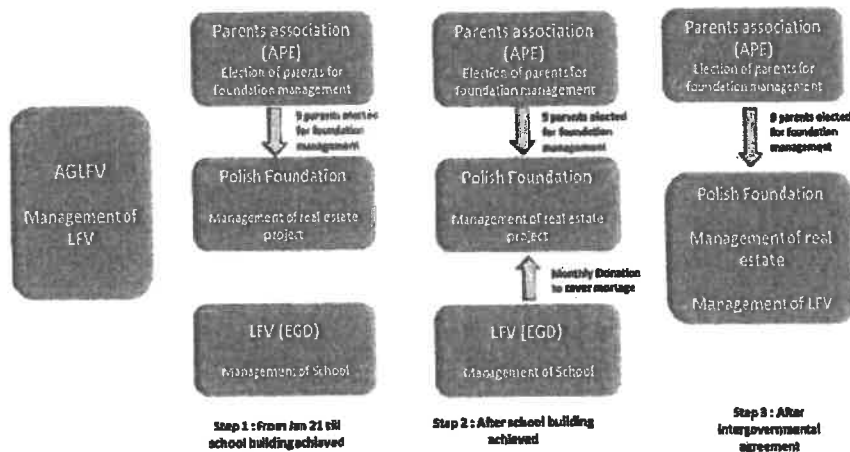 AGLFV
Management of
LFV
Parents association
(APE)
Election of parents for
foundation management
9 parents elected
for foundation
management
Polish Foundation
Management of real estate
project
LFV (EGD)
Management of School
Step 1 : From Jan 21 till
school building achieved
Parents association
(APE)
Election of parents for
foundation management
9 parents elected
for foundation
management
Polish Foundation
Management of real estate
project
Monthly Donation
to cover mortage
LFV (EGD)
Management of School
Step 2 : After school building
achieved
Parents association
(APE)
Election of parents for
foundation management
9 parents elected
for foundation
management
Polish Foundation
Management of real
estate
Management of LFV
Step 3 : After
intergovernmental
agreement